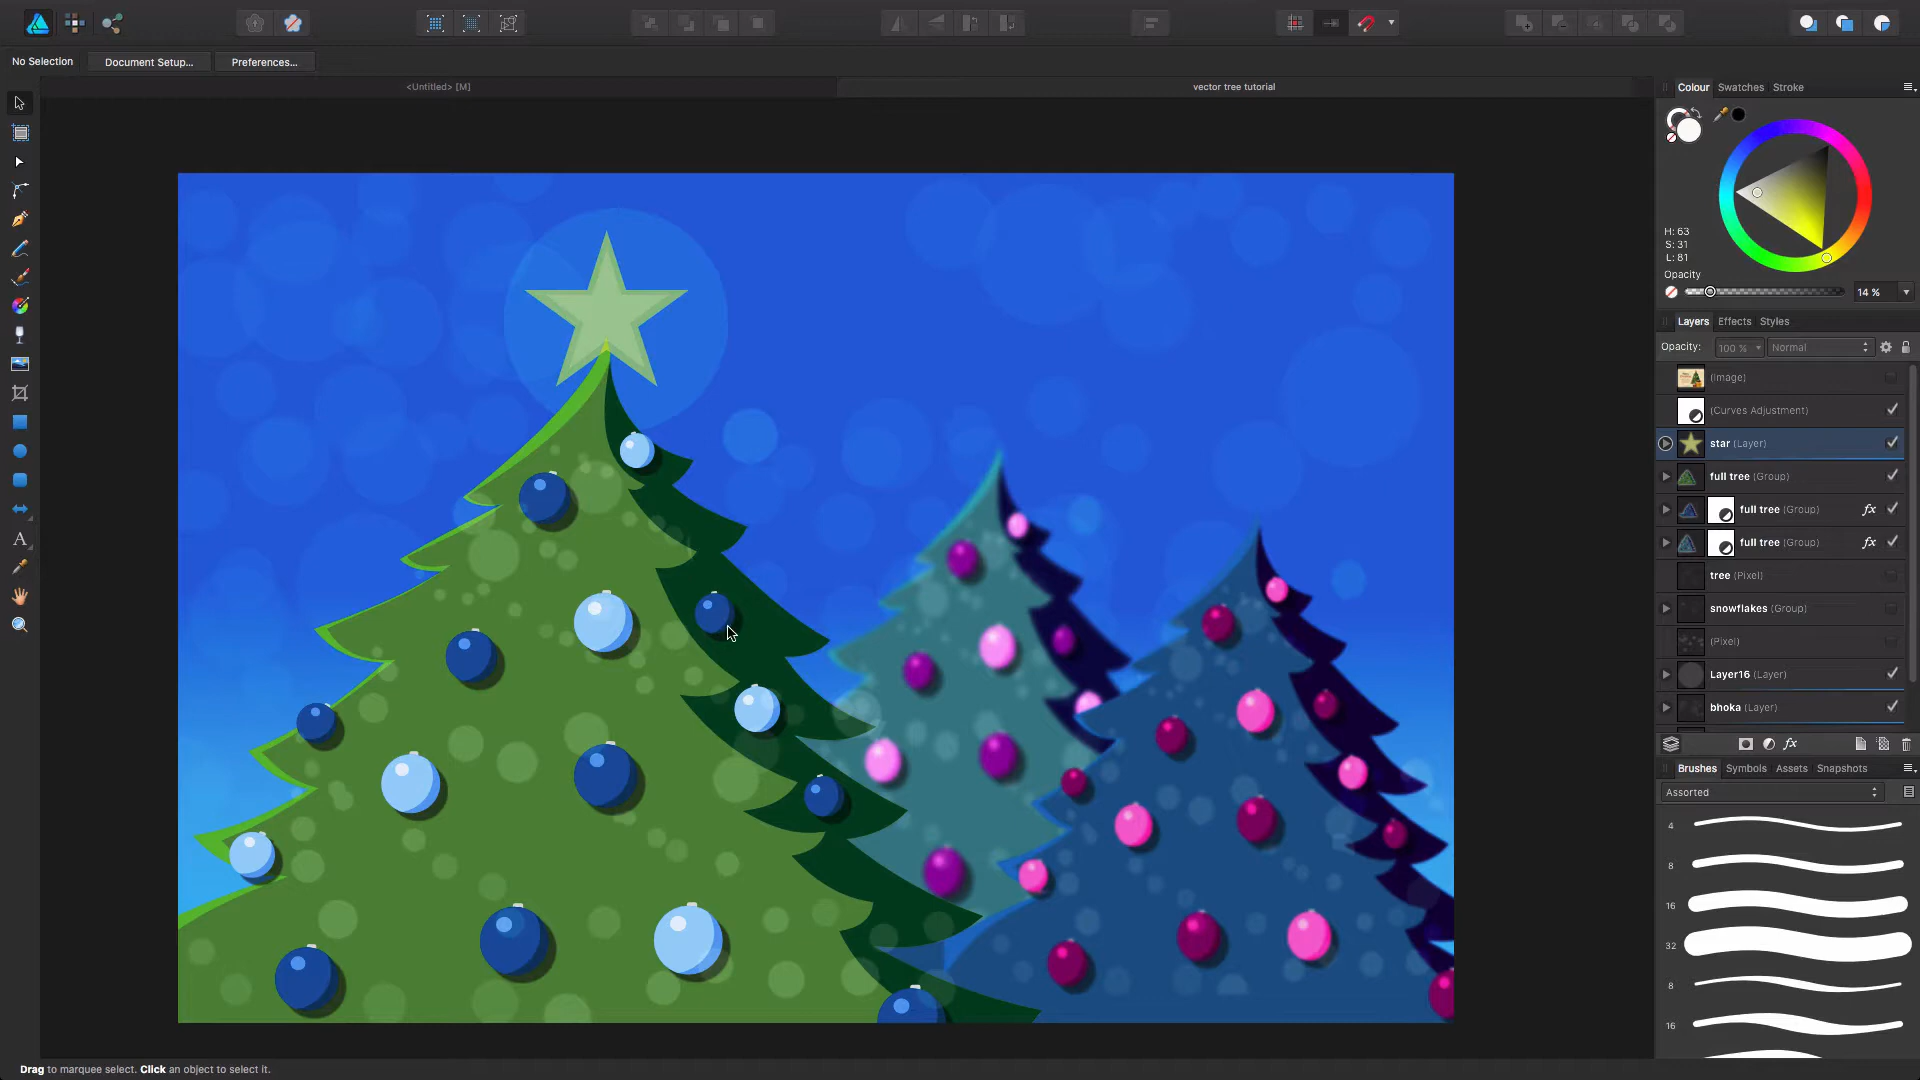 No Selection
Document Setup...
Preferences...
<Untitled> [M]
vector tree tutorial
Colour
Swatches
Stroke
H: 63
S: 31
L: 81
Opacity
14 %
Layers
Effects
Styles
Opacity:
100 %
Normal
(Image)
(Curves Adjustment)
star (Layer)
full tree (Group)
full tree (Group)
fx
full tree (Group)
fx
tree (Pixel)
snowflakes (Group)
(Pixel)
Layer16 (Layer)
bhoka (Layer)
fx
Brushes
Symbols
Assets
Snapshots
Assorted
4
8
16
32
8
16
A
Drag to marquee select. Click an object to select it.